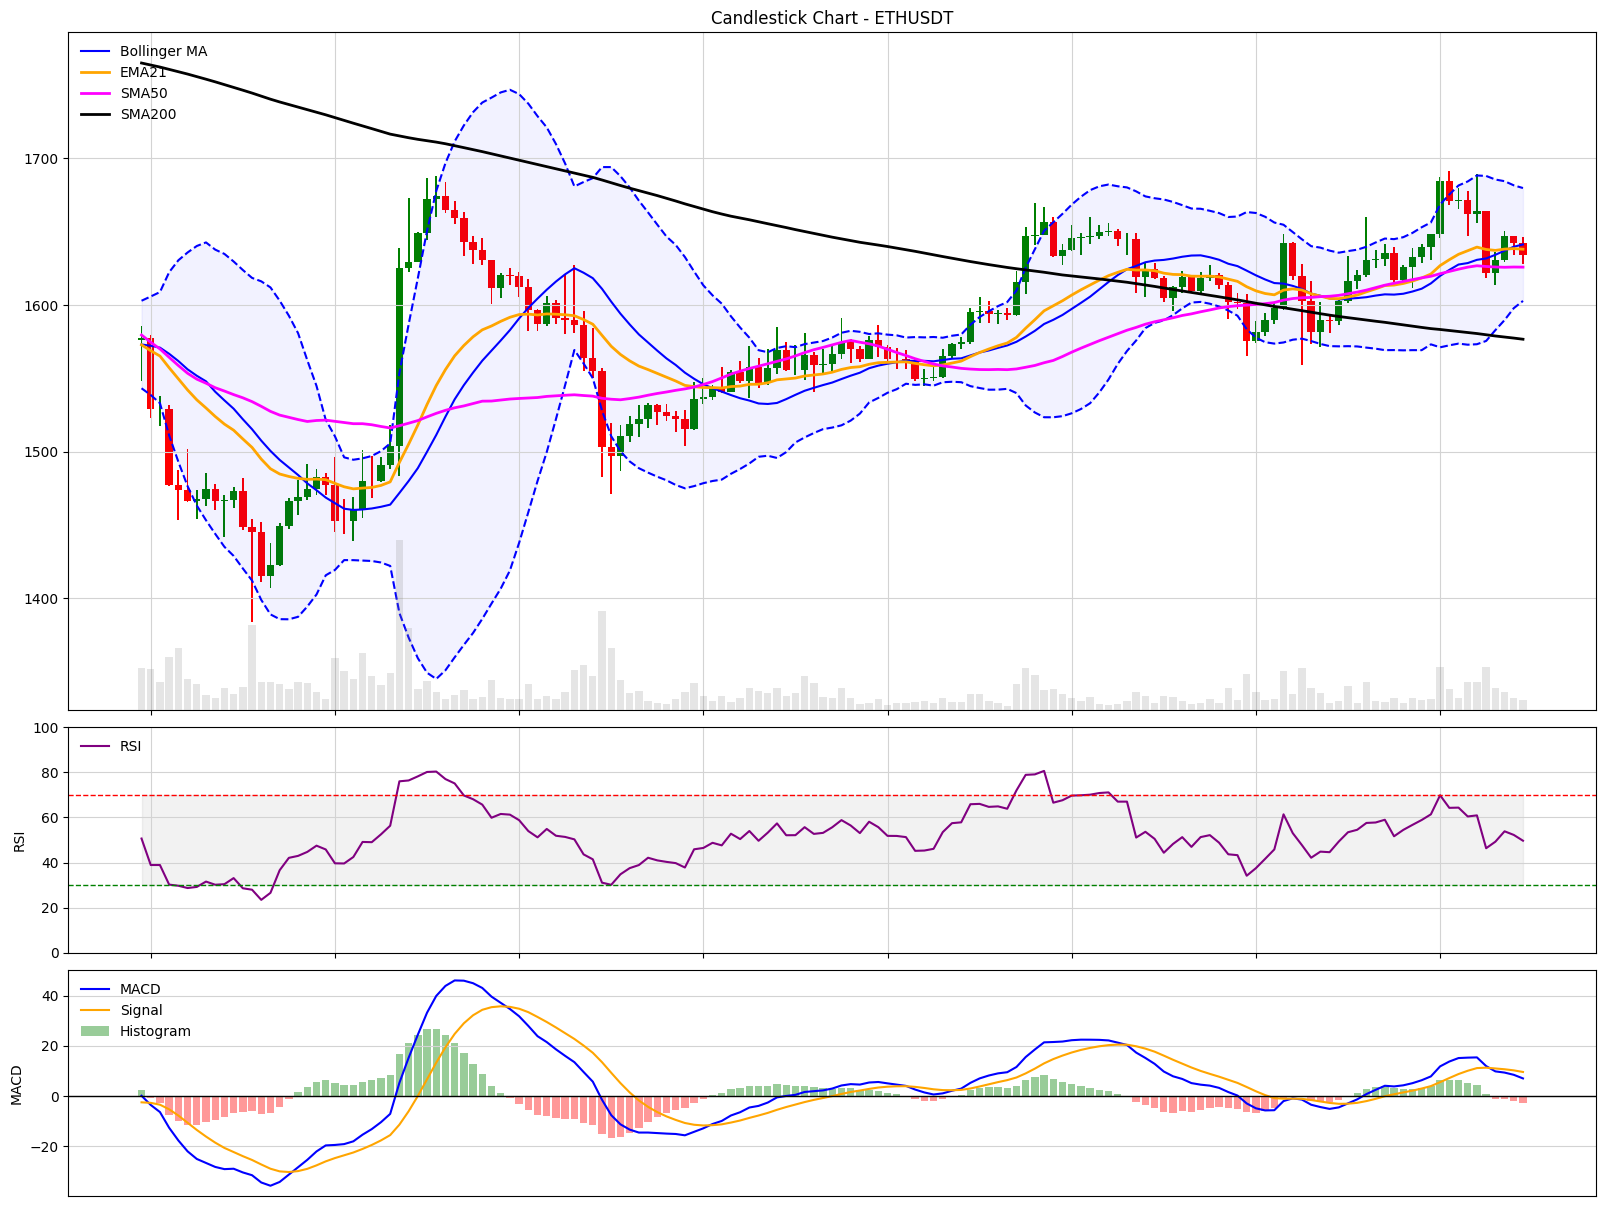 Candlestick Chart - ETHUSDT
Bollinger MA
EMA21
SMA50
SMA200
1700
1600
1500
1400
100
80
60
40
20
0
RSI
RSI
40
20
0
−20
MACD
MACD
Signal
Histogram